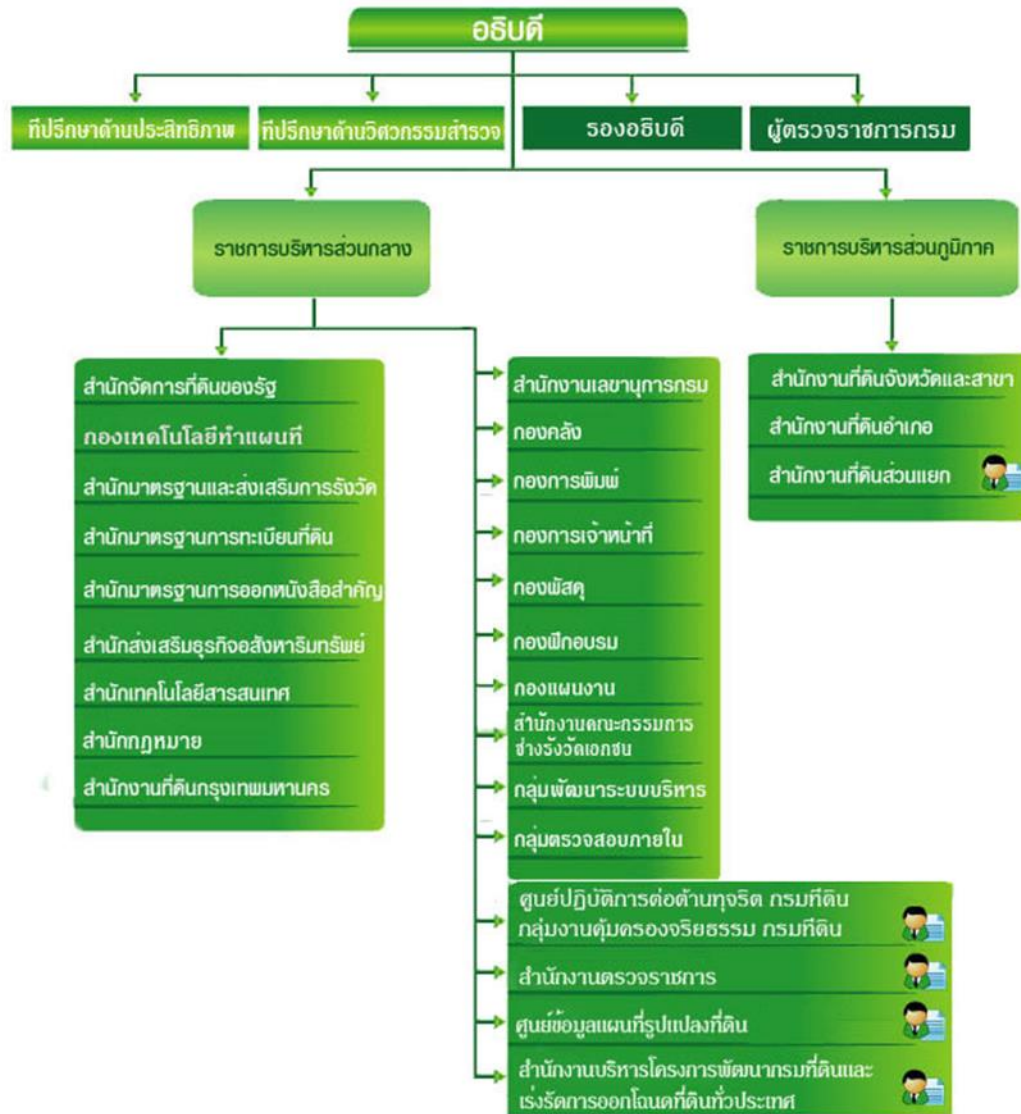 อธิบดี
ที่ปรึกษาด้านประสิทธิภาพ
ที่ปรึกษาด้านวิศวกรรมสำรวจ
รองอธิบดี
ผู้ตรวจราชการกรม
ราชการบริหารส่วนกลาง
ราชการบริหารส่วนภูมิภาค
สำนักจัดการที่ดินของรัฐ
กองเทคโนโลยีทำแผนที่
สำนักมาตรฐานและส่งเสริมการรังวัด
สำนักมาตรฐานการทะเบียนที่ดิน
สำนักมาตรฐานการออกหนังสือสำคัญ
สำนักส่งเสริมธุรกิจอสังหาริมทรัพย์
สำนักเทคโนโลยีสารสนเทศ
สำนักกฎหมาย
สำนักงานที่ดินกรุงเทพมหานคร
สำนักงานเลขานุการกรม
กองคลัง
กองการพิมพ์
กองการเจ้าหน้าที่
กองพัสดุ
กองฝึกอบรม
กองแผนงาน
สำนักงานคณะกรรมการ
ช่างรังวัดเอกชน
กลุ่มพัฒนาระบบบริหาร
กลุ่มตรวจสอบภายใน
ศูนย์ปฏิบัติการต่อต้านทุจริต กรมที่ดิน
กลุ่มงานคุ้มครองจริยธรรม กรมที่ดิน
สำนักงานตรวจราชการ
ศูนย์ข้อมูลแผนที่รูปแปลงที่ดิน
สำนักงานบริหารโครงการพัฒนากรมที่ดินและ
เร่งรัดการออกโฉนดที่ดินทั่วประเทศ
สำนักงานที่ดินจังหวัดและสาขา
สำนักงานที่ดินอำเภอ
สำนักงานที่ดินส่วนแยก